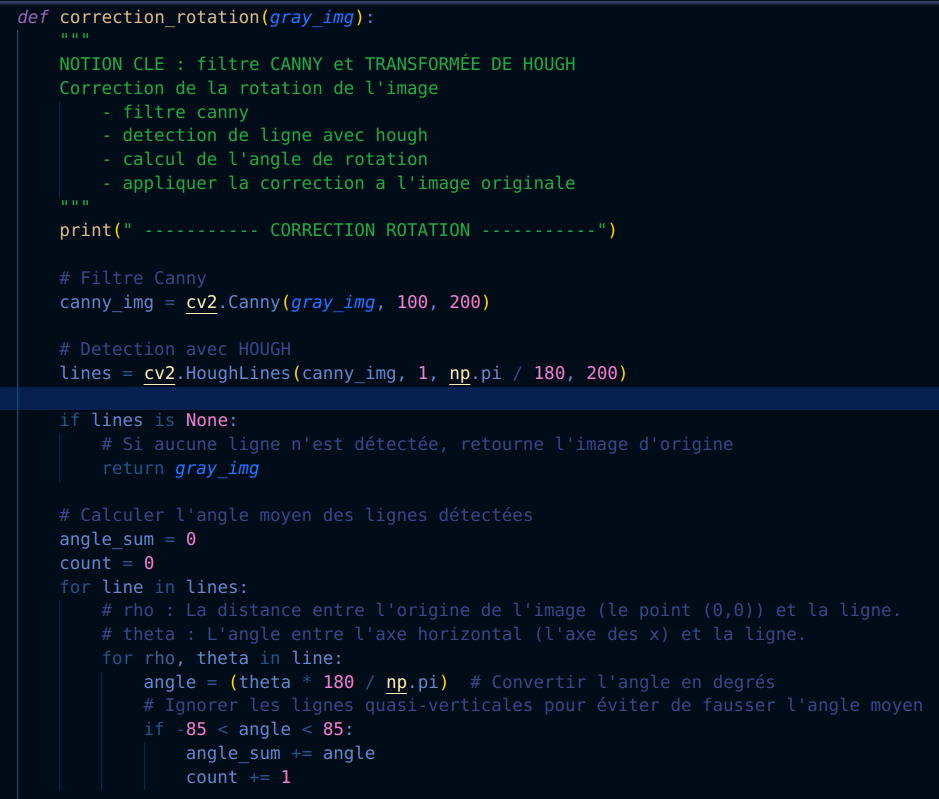 def correction_rotation(gray_img):
"""
NOTION CLE : filtre CANNY et TRANSFORMÉE DE HOUGH
Correction de la rotation de l'image
- filtre canny
- detection de ligne avec hough
- calcul de l'angle de rotation
- appliquer la correction a l'image originale
"""
print(" ----------- CORRECTION ROTATION -----------")
# Filtre Canny
canny_img = cv2.Canny(gray_img, 100, 200)
# Detection avec HOUGH
lines = cv2.HoughLines(canny_img, 1, np.pi / 180, 200)
if lines is None:
# Si aucune ligne n'est détectée, retourne l'image d'origine
return gray_img
# Calculer l'angle moyen des lignes détectées
angle_sum = 0
count = 0
for line in lines:
# rho : La distance entre l'origine de l'image (le point (0,0)) et la ligne.
# theta : L'angle entre l'axe horizontal (l'axe des x) et la ligne.
for rho, theta in line:
angle = (theta * 180 / np.pi)  # Convertir l'angle en degrés
# Ignorer les lignes quasi-verticales pour éviter de fausser l'angle moyen
if -85 < angle < 85:
angle_sum += angle
count += 1